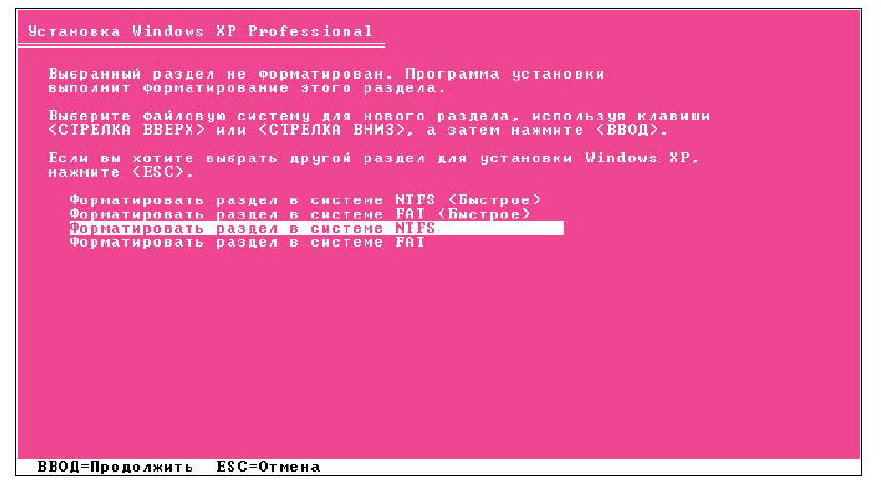 Установка Windows XP Professional
Выбранный раздел не форматирован. Программа установки
выполнит форматирование этого раздела.
Выберите файловую систему для нового раздела, используя клавиши
<СТРЕЛКА ВВЕРХ> или <СТРЕЛКА ВНИЗ>, а затем нажмите <ВВОД>.
Если вы хотите выбрать другой раздел для установки Windows XP,
нажмите <ESC>.
Форматировать раздел в системе NTFS <Быстрое>
Форматировать раздел в системе FAT <Быстрое>
Форматировать раздел в системе NTFS
Форматировать раздел в системе FAT
ВВОД=Продолжить ESC=Отмена